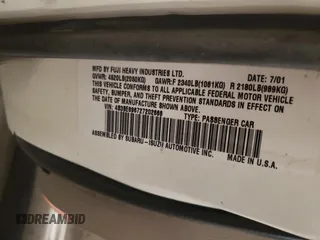 MFD BY FUJI HEAVY INDUSTRIES LTD. DATE 7/01
GVWR: 4520LB(2050KG) GAWR:F 2340LB(1061KG) R 2180LB(989KG)
THIS VEHICLE CONFORMS TO ALL APPLICABLE FEDERAL MOTOR VEHICLE
SAFETY, BUMPER, AND THEFT PREVENTION STANDARDS IN EFFECT ON
THE DATE OF MANUFACTURE SHOWN ABOVE.
VIN: TYPE: PASSENGER CAR
ASSEMBLED BY SUBARU-ISUZU AUTOMOTIVE INC. MADE IN U.S.A.
DREAMBID